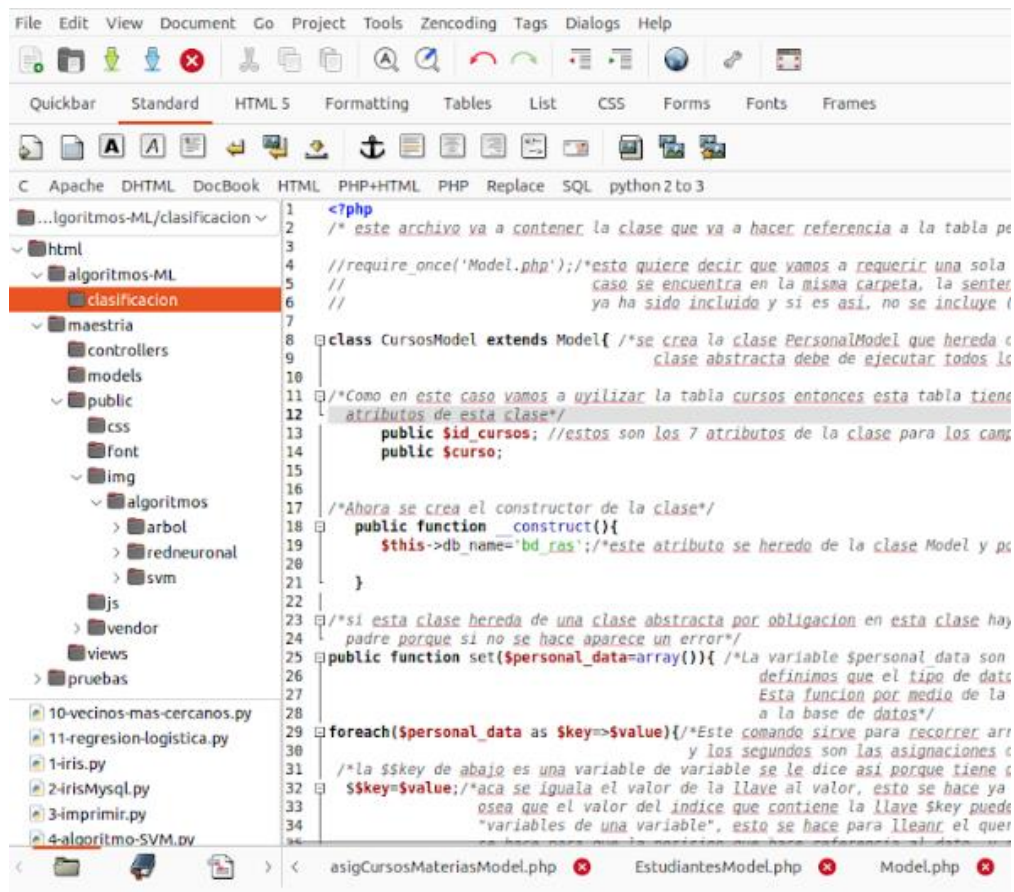 File Edit View Document Go Project Tools Zencoding Tags Dialogs Help
Quickbar Standard HTML 5 Formatting Tables List CSS Forms Fonts Frames
C Apache DHTML DocBook HTML PHP+HTML PHP Replace SQL python 2 to 3
...lgoritmos-ML/clasificacion
html
algoritmos-ML
clasificacion
maestria
controllers
models
public
css
font
img
algoritmos
arbol
redneuronal
svm
js
vendor
views
pruebas
10-vecinos-mas-cercanos.py
11-regresion-logistica.py
1-iris.py
2-irisMysql.py
3-imprimir.py
4-algoritmo-SVM.py
1 <?php
2 /* este archivo va a contener la clase que va a hacer referencia a la tabla pe
3
4 //require_once('Model.php');/*esto quiere decir que vamos a requerir una sola
5 // caso se encuentra en la misma carpeta, la senten
6 // ya ha sido incluido y si es asi, no se incluye (
7
8 class CursosModel extends Model{ /*se crea la clase PersonalModel que hereda
9 clase abstracta debe de ejecutar todos lo
10
11 /*Como en este caso vamos a uyilizar la tabla cursos entonces esta tabla tiene
12 atributos de esta clase*/
13 public $id_cursos; //estos son los 7 atributos de la clase para los camp
14 public $curso;
15
16
17 /*Ahora se crea el constructor de la clase*/
18 public function __construct(){
19 $this->db_name='bd_ras';/*este atributo se heredo de la clase Model y po
20
21 }
22
23 /*si esta clase hereda de una clase abstracta por obligacion en esta clase hay
24 padre porque si no se hace aparece un error*/
25 public function set($personal_data=array()){ /*La variable $personal_data son
26 definimos que el tipo de dato
27 Esta funcion por medio de la
28 a la base de datos*/
29 foreach($personal_data as $key=>$value){/*Este comando sirve para recorrer arr
30 y los segundos son las asignaciones
31 /*la $$key de abajo es una variable de variable se le dice asi porque tiene
32 $$key=$value;/*aca se iguala el valor de la llave al valor, esto se hace ya
33 osea que el valor del indice que contiene la llave $key puede
34 "variables de una variable", esto se hace para lleanr el quer
asigCursosMateriasModel.php EstudiantesModel.php Model.php